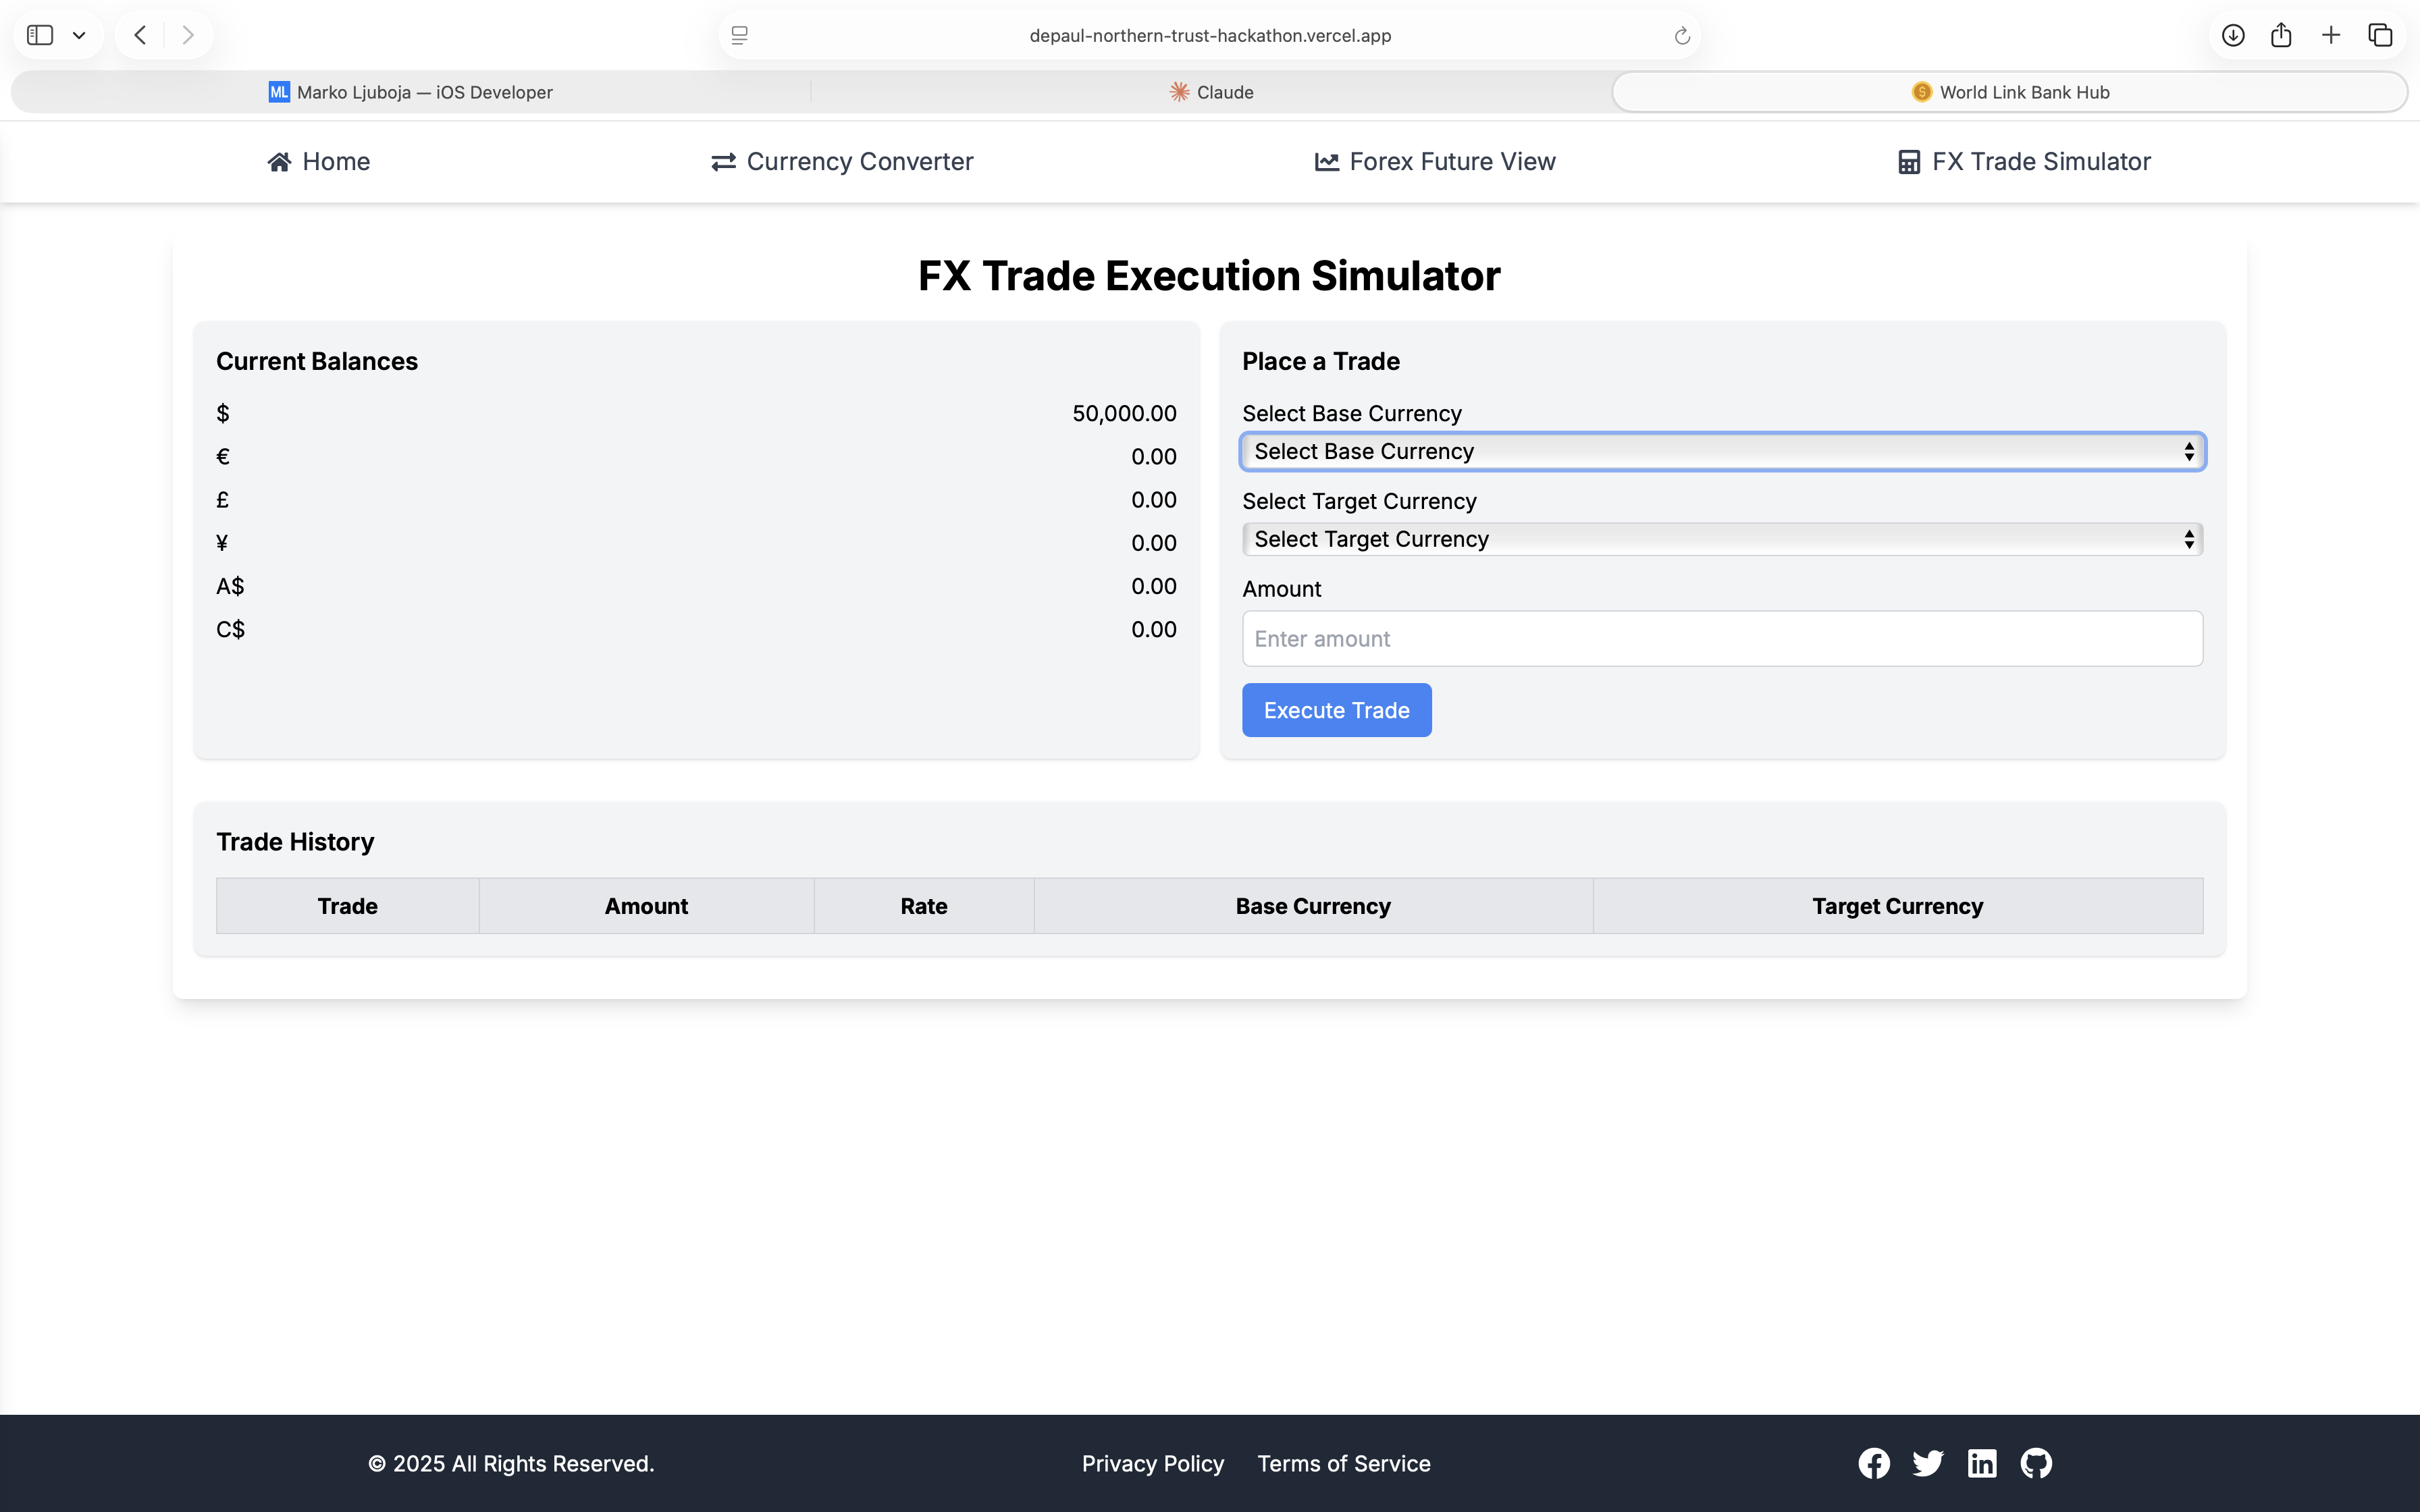 depaul-northern-trust-hackathon.vercel.app
ML Marko Ljuboja — iOS Developer
Claude
$ World Link Bank Hub
Home
Currency Converter
Forex Future View
FX Trade Simulator
FX Trade Execution Simulator
Current Balances
$ 50,000.00
€ 0.00
£ 0.00
¥ 0.00
A$ 0.00
C$ 0.00
Place a Trade
Select Base Currency
Select Base Currency
Select Target Currency
Select Target Currency
Amount
Enter amount
Execute Trade
Trade History
Trade Amount Rate Base Currency Target Currency
© 2025 All Rights Reserved.
Privacy Policy
Terms of Service